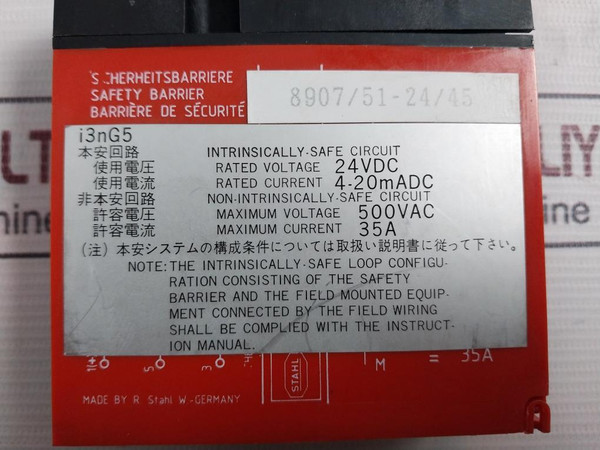 SICHERHEITSBARRIERE
SAFETY BARRIER
BARRIÈRE DE SÉCURITÉ
8907/51-24/45
i3nG5
本安回路 INTRINSICALLY-SAFE CIRCUIT
使用電圧 RATED VOLTAGE 24VDC
使用電流 RATED CURRENT 4-20mADC
非本安回路 NON-INTRINSICALLY-SAFE CIRCUIT
許容電圧 MAXIMUM VOLTAGE 500VAC
許容電流 MAXIMUM CURRENT 35A
(注) 本安システムの構成条件については取扱い説明書に従って下さい。
NOTE: THE INTRINSICALLY-SAFE LOOP CONFIGU-
RATION CONSISTING OF THE SAFETY
BARRIER AND THE FIELD MOUNTED EQUIP-
MENT CONNECTED BY THE FIELD WIRING
SHALL BE COMPLIED WITH THE INSTRUCT-
ION MANUAL.
5 3 STAHL I M = 35A
MADE BY R. Stahl W.-GERMANY